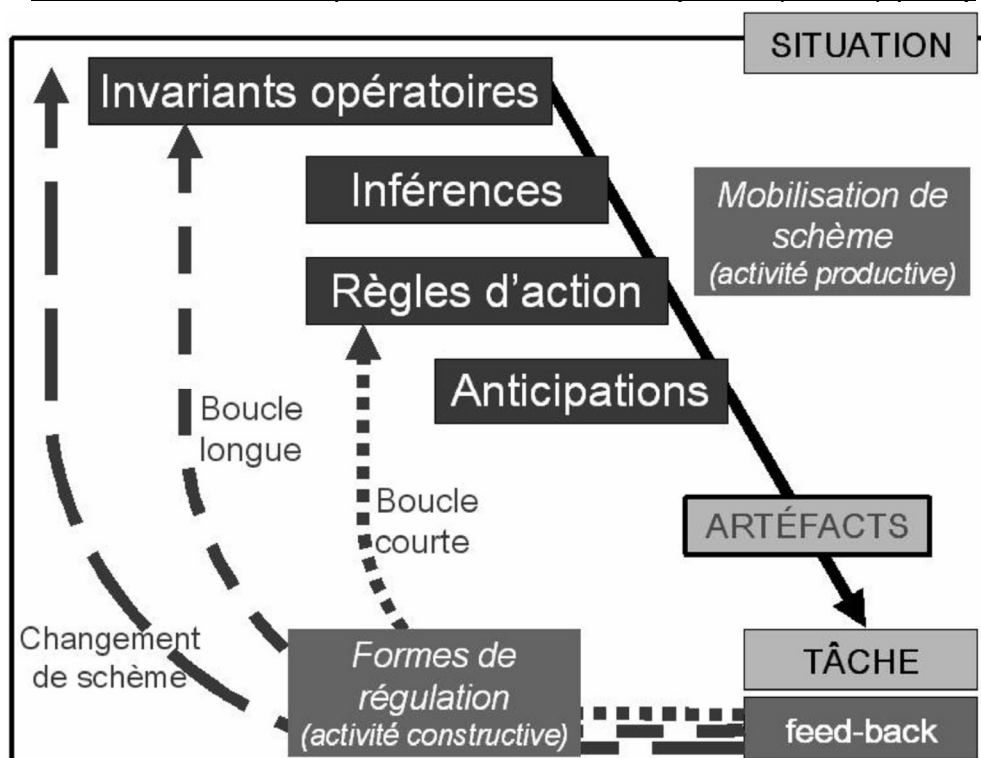 SITUATION
Invariants opératoires
Inférences
Mobilisation de
schème
(activité productive)
Règles d'action
Anticipations
Boucle
longue
Boucle
courte
ARTÉFACTS
Changement
de schème
Formes de
régulation
(activité constructive)
TÂCHE
feed-back